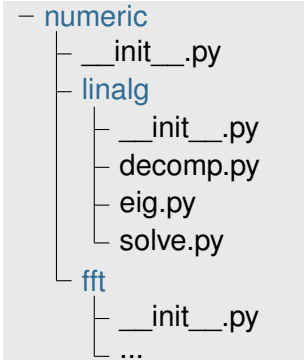 numeric
__init__.py
linalg
__init__.py
decomp.py
eig.py
solve.py
fft
__init__.py
...